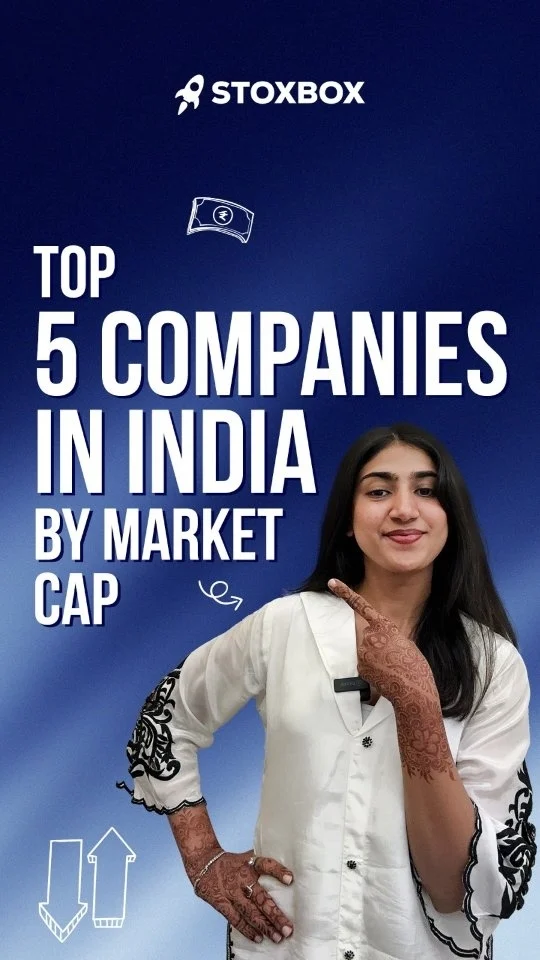 STOXBOX
₹
TOP
5 COMPANIES
IN INDIA
BY MARKET
CAP